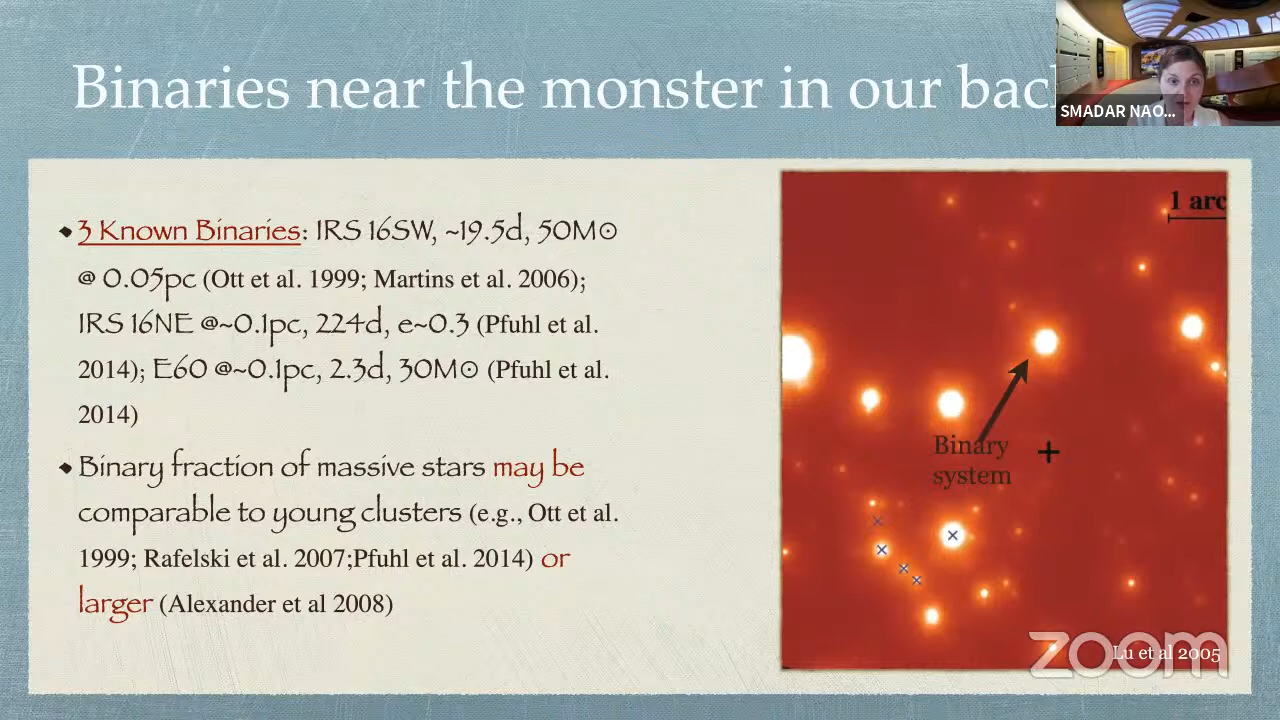 Binaries near the monster in our bac
SMADAR NAO...
3 Known Binaries: IRS 16SW, ~19.5d, 50M⊙
@ 0.05pc (Ott et al. 1999; Martins et al. 2006);
IRS 16NE @~0.1pc, 224d, e~0.3 (Pfuhl et al.
2014); E60 @~0.1pc, 2.3d, 30M⊙ (Pfuhl et al.
2014)
Binary fraction of massive stars may be
comparable to young clusters (e.g., Ott et al.
1999; Rafelski et al. 2007;Pfuhl et al. 2014) or
larger (Alexander et al 2008)
1 arc
Binary
system
Lu et al 2005
zoom